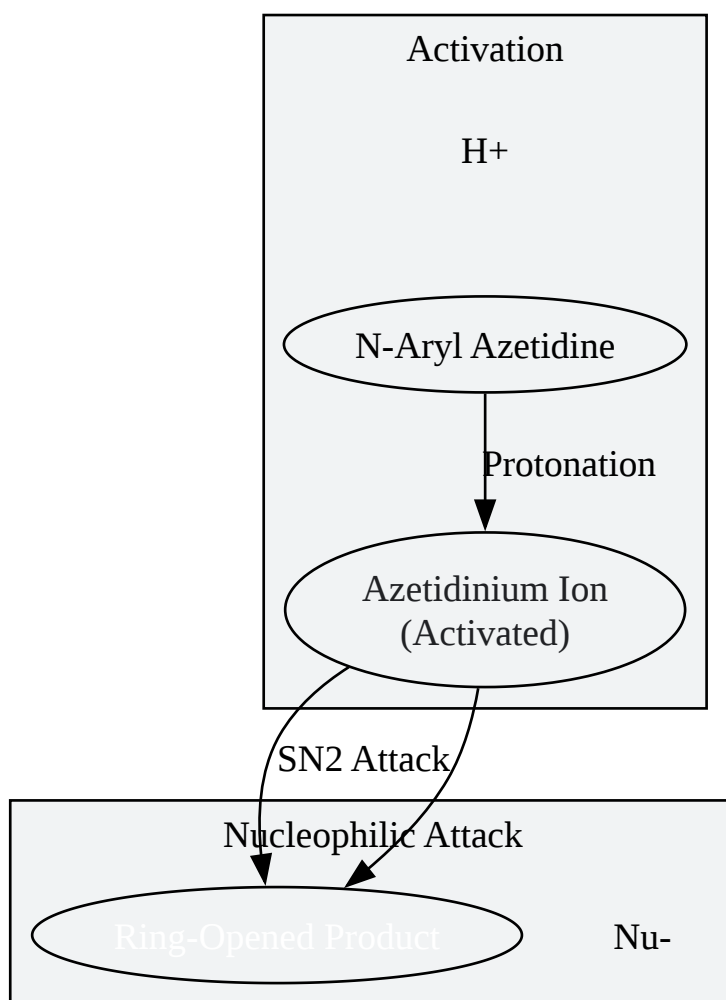 Activation
H+
N-Aryl Azetidine
Protonation
Azetidinium Ion
(Activated)
SN2 Attack
Nucleophilic Attack
Ring-Opened Product
Nu-